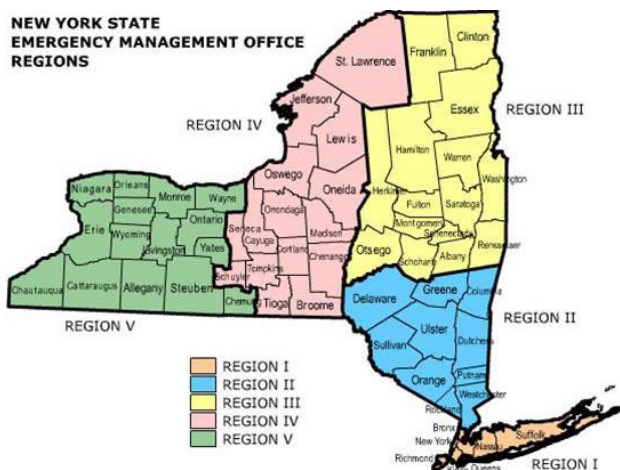 NEW YORK STATE
EMERGENCY MANAGEMENT OFFICE
REGIONS
Clinton
Franklin
St. Lawrence
Jefferson
Essex
REGION III
REGION IV
Lewis
Hamilton
Warren
Washington
Oswego
Oneida
Herkimer
Niagara
Orleans
Monroe
Wayne
Genesee
Ontario
Erie
Wyoming
Livingston
Yates
Onondaga
Seneca
Cayuga
Madison
Fulton
Saratoga
Montgomery
Schenectady
Otsego
Cortland
Chenango
Schoharie
Albany
Rensselaer
Schuyler
Tompkins
Chautauqua
Cattaraugus
Allegany
Steuben
Chemung
Tioga
Broome
Delaware
Greene
Columbia
REGION V
REGION II
Ulster
Sullivan
Dutchess
Orange
Putnam
Westchester
Rockland
REGION I
REGION II
REGION III
REGION IV
REGION V
Bronx
New York
Richmond
Kings
Queens
Nassau
Suffolk
REGION I